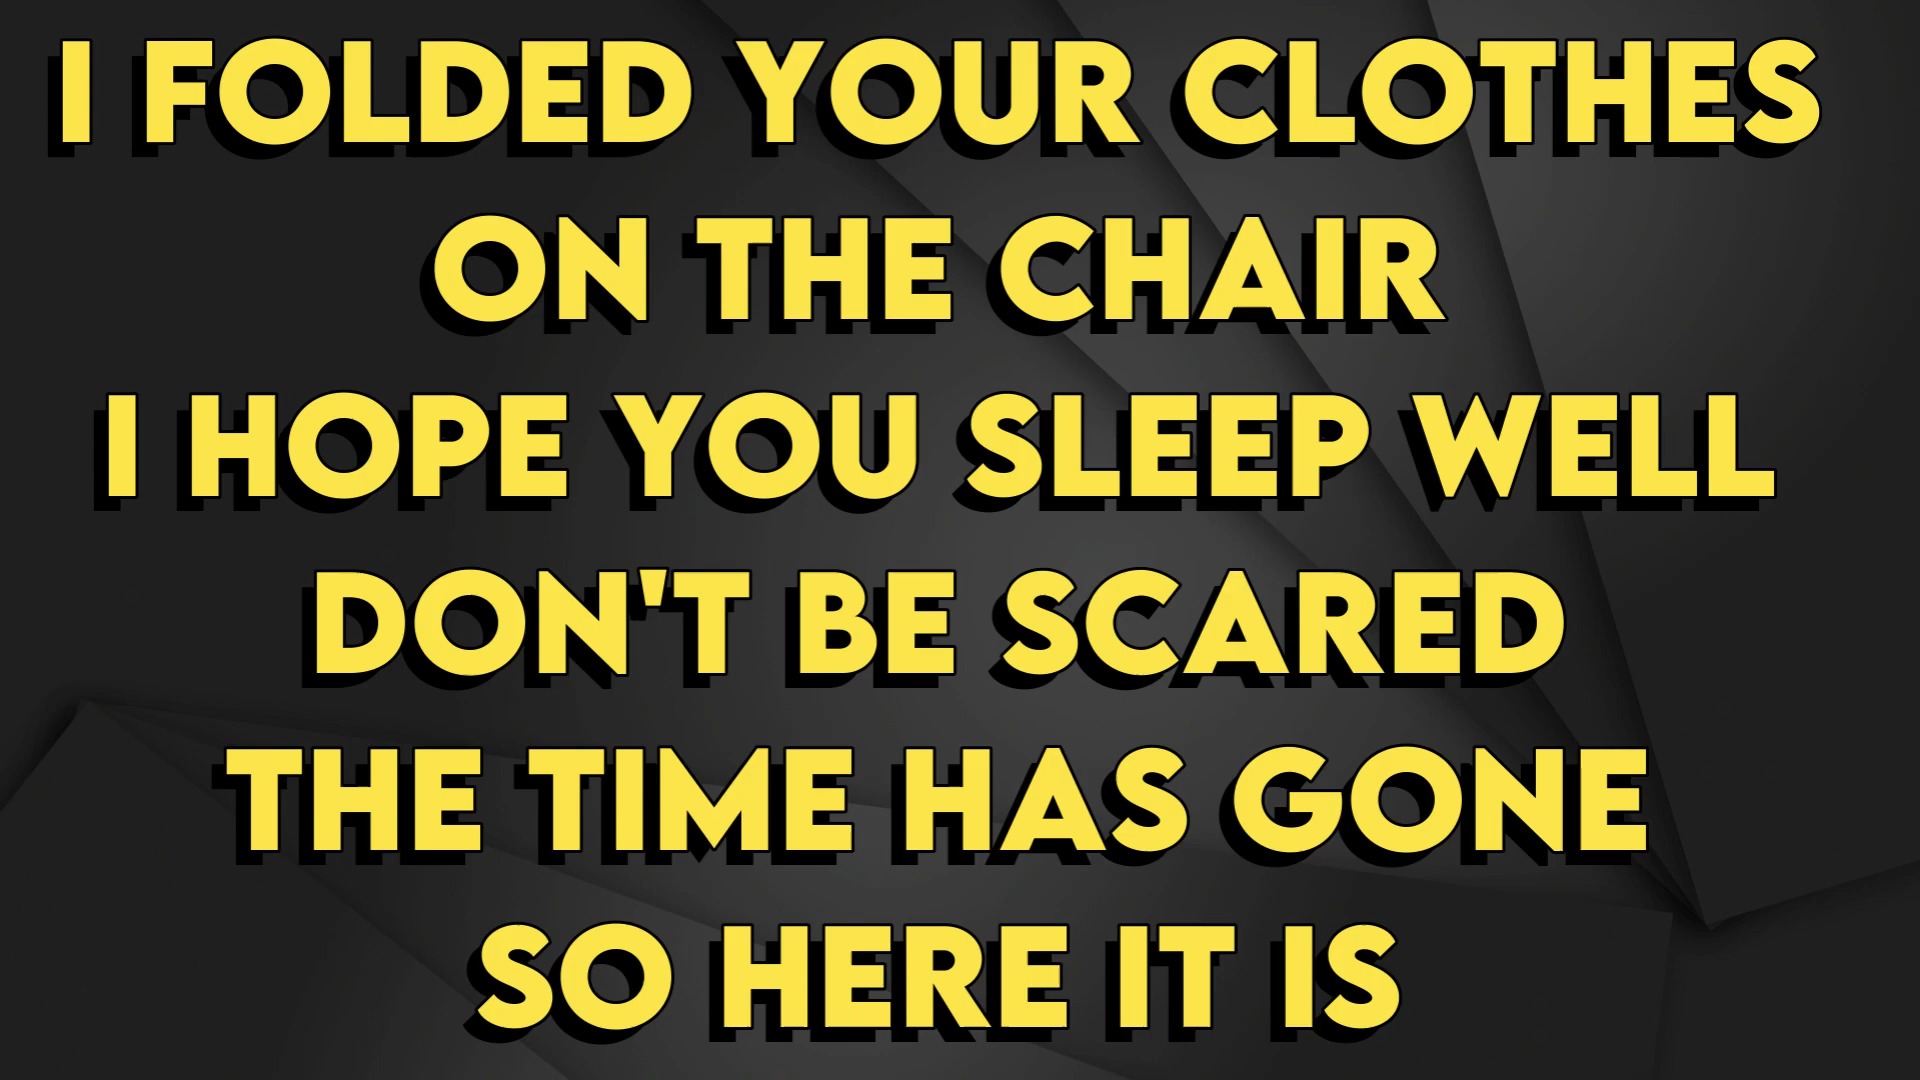 I FOLDED YOUR CLOTHES
ON THE CHAIR
I HOPE YOU SLEEP WELL
DON'T BE SCARED
THE TIME HAS GONE
SO HERE IT IS